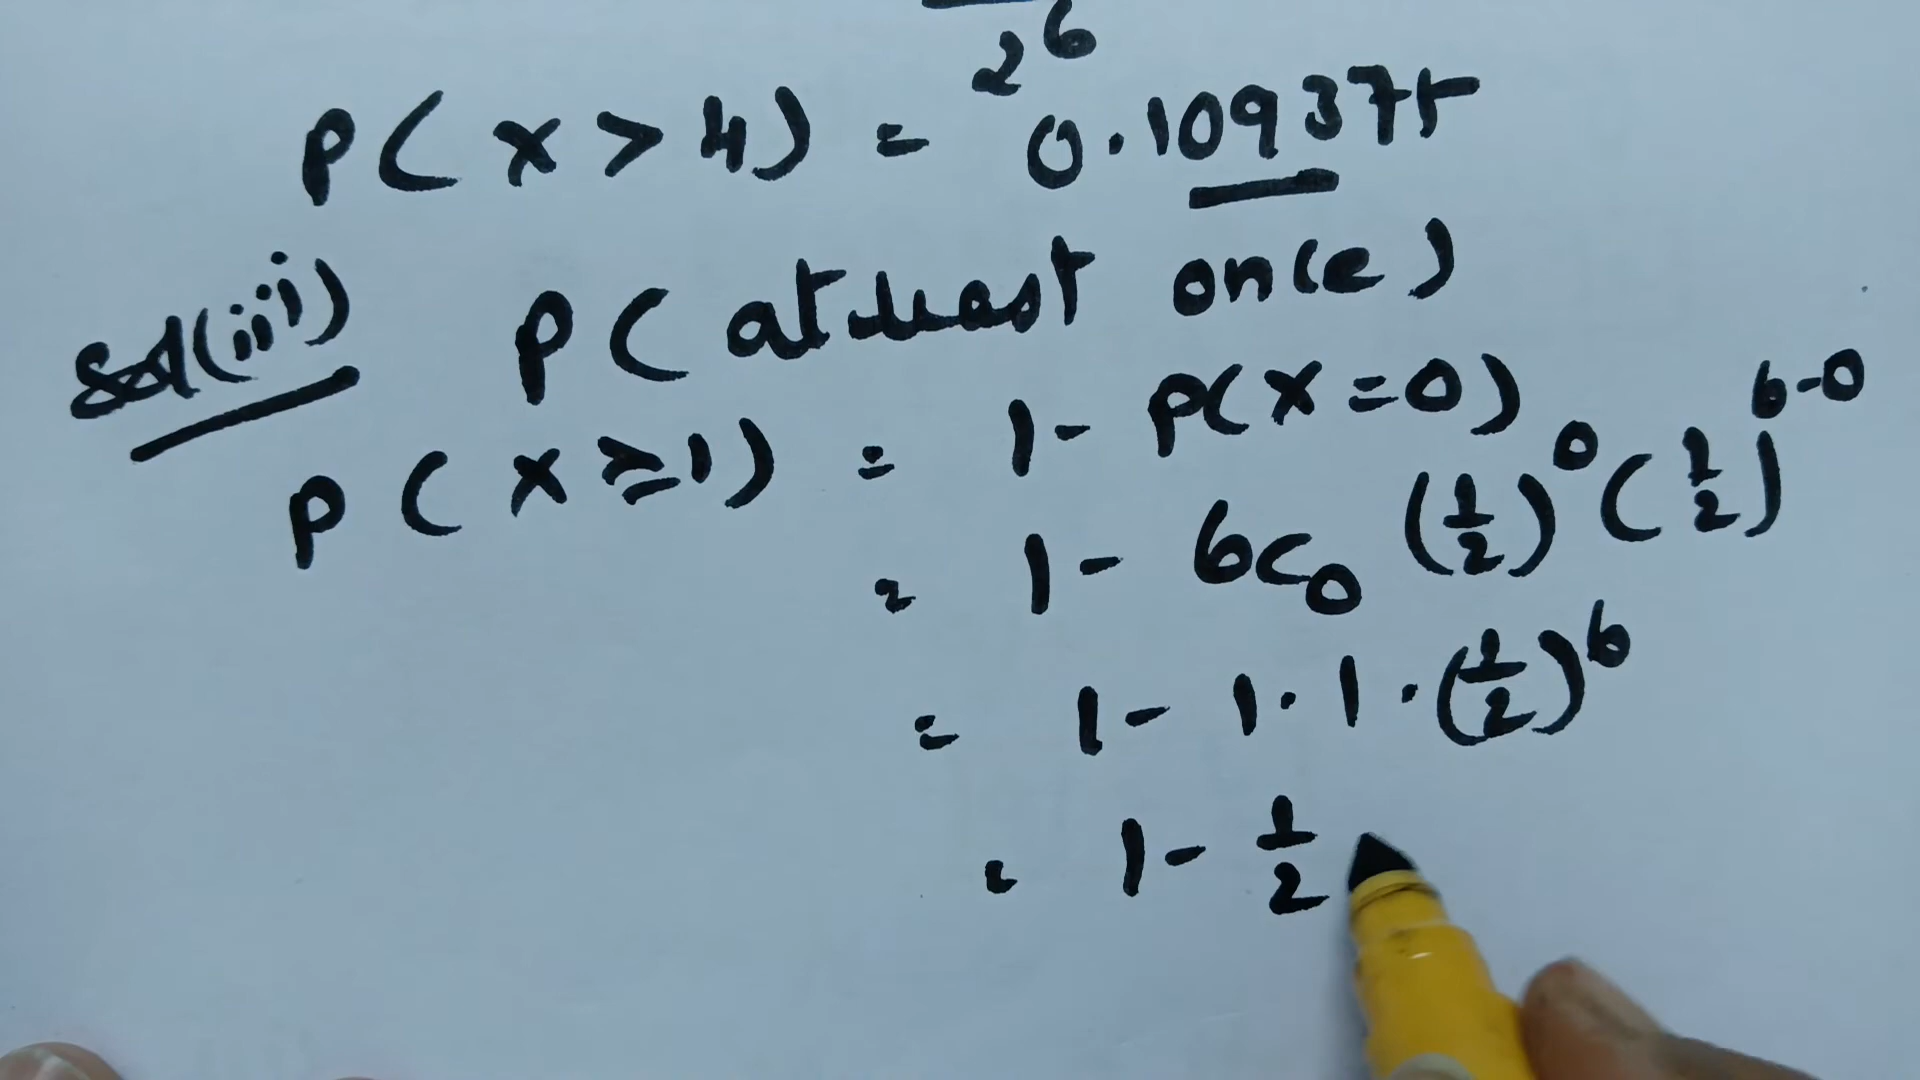 2^6
P(x>4) = 0.109375
Sol(iii) P(atleast once)
P(x≥1) = 1- P(x=0)
= 1- 6c₀ (1/2)^0 (1/2)^6-0
= 1- 1·1·(1/2)^6
= 1- 1/2